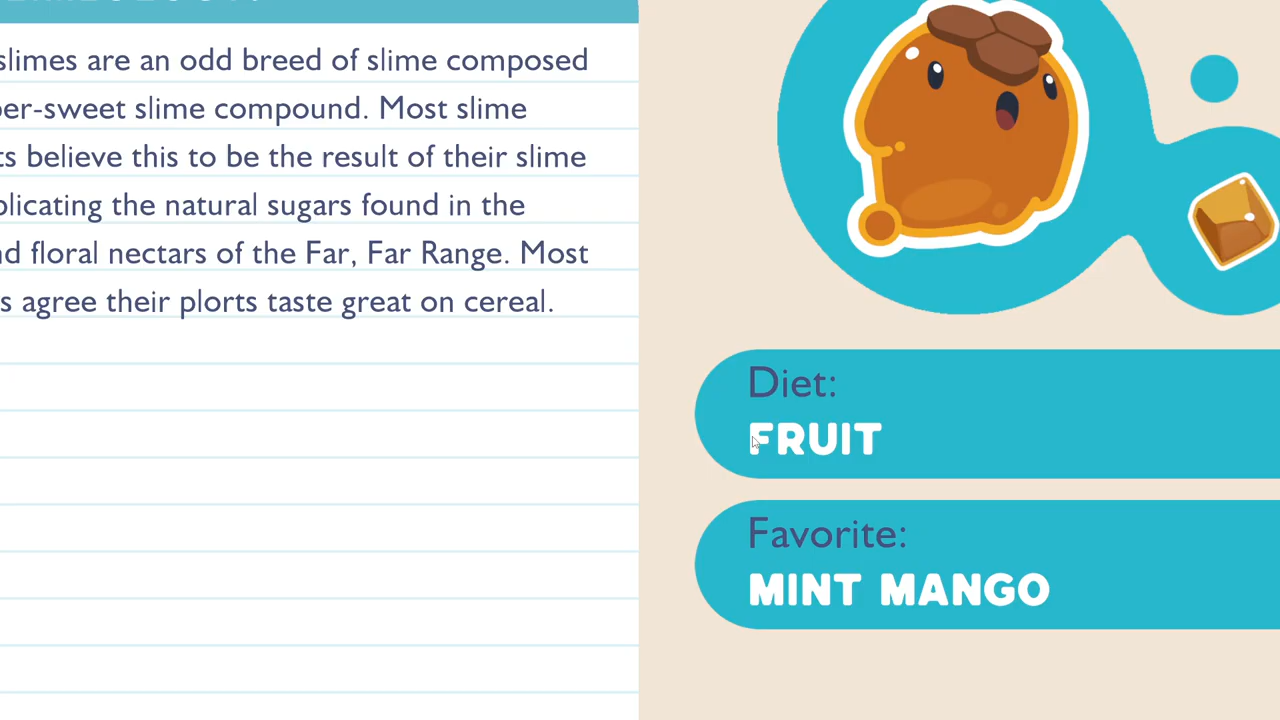 slimes are an odd breed of slime composed
per-sweet slime compound. Most slime
ts believe this to be the result of their slime
plicating the natural sugars found in the
nd floral nectars of the Far, Far Range. Most
s agree their plorts taste great on cereal.
Diet:
FRUIT
Favorite:
MINT MANGO